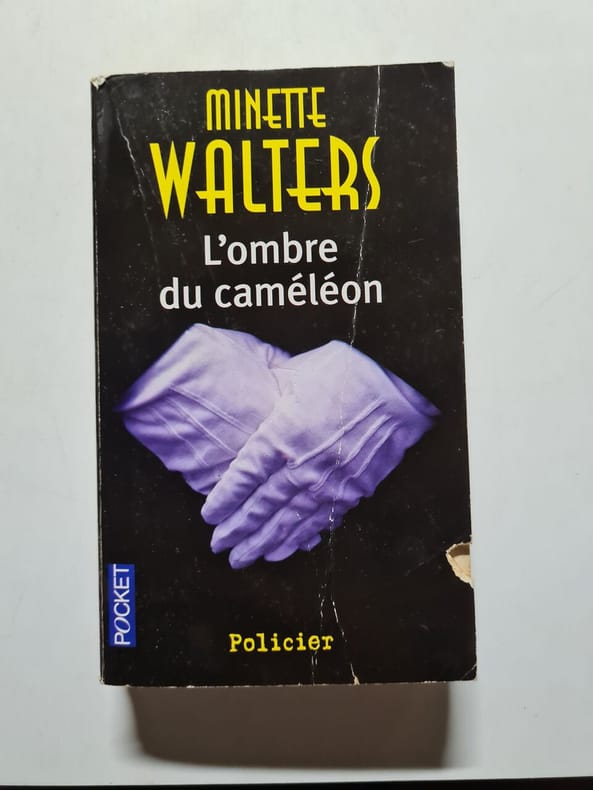 MINETTE
WALTERS
L'ombre
du caméléon
POCKET
Policier